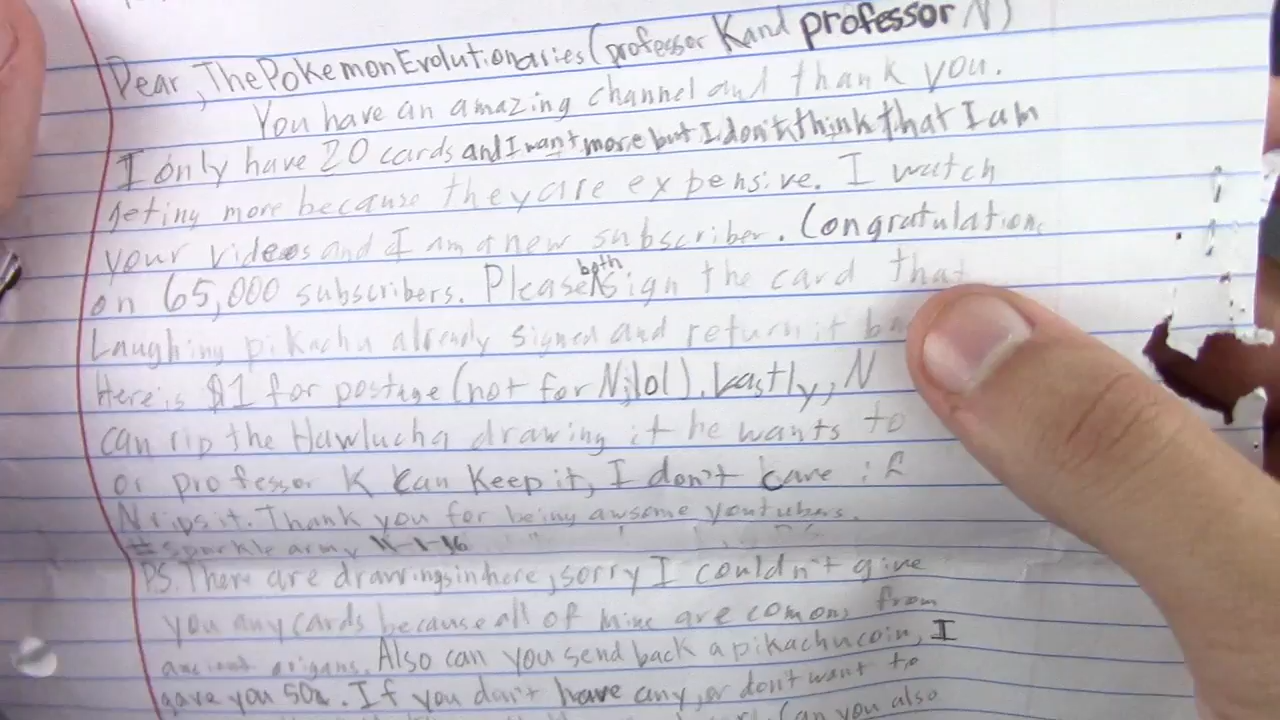 Dear, The Pokemon Evolutionaries (professor K and professor N)
You have an amazing channel and thank you.
I only have 20 cards and I want more but I don't think that I am
geting more because they are expensive. I watch
your videos and I am a new subscriber. Congratulations
on 65,000 subscribers. Please both sign the card that
Laughing pikachu already signed and return it
Here is $1 for postage (not for N, lol). Lastly, N
can rip the Hawlucha drawing if he wants to
or professor K can keep it, I don't care if
N rips it. Thank you for being awsome youtubers.
#sparkle army 11-1-16
PS. There are drawings in here, sorry I couldn't give
you any cards because all of mine are comons from
ancient origans. Also can you send back a pikachu coin, I
gave you 50¢. If you don't have any, or don't want to
Can you also